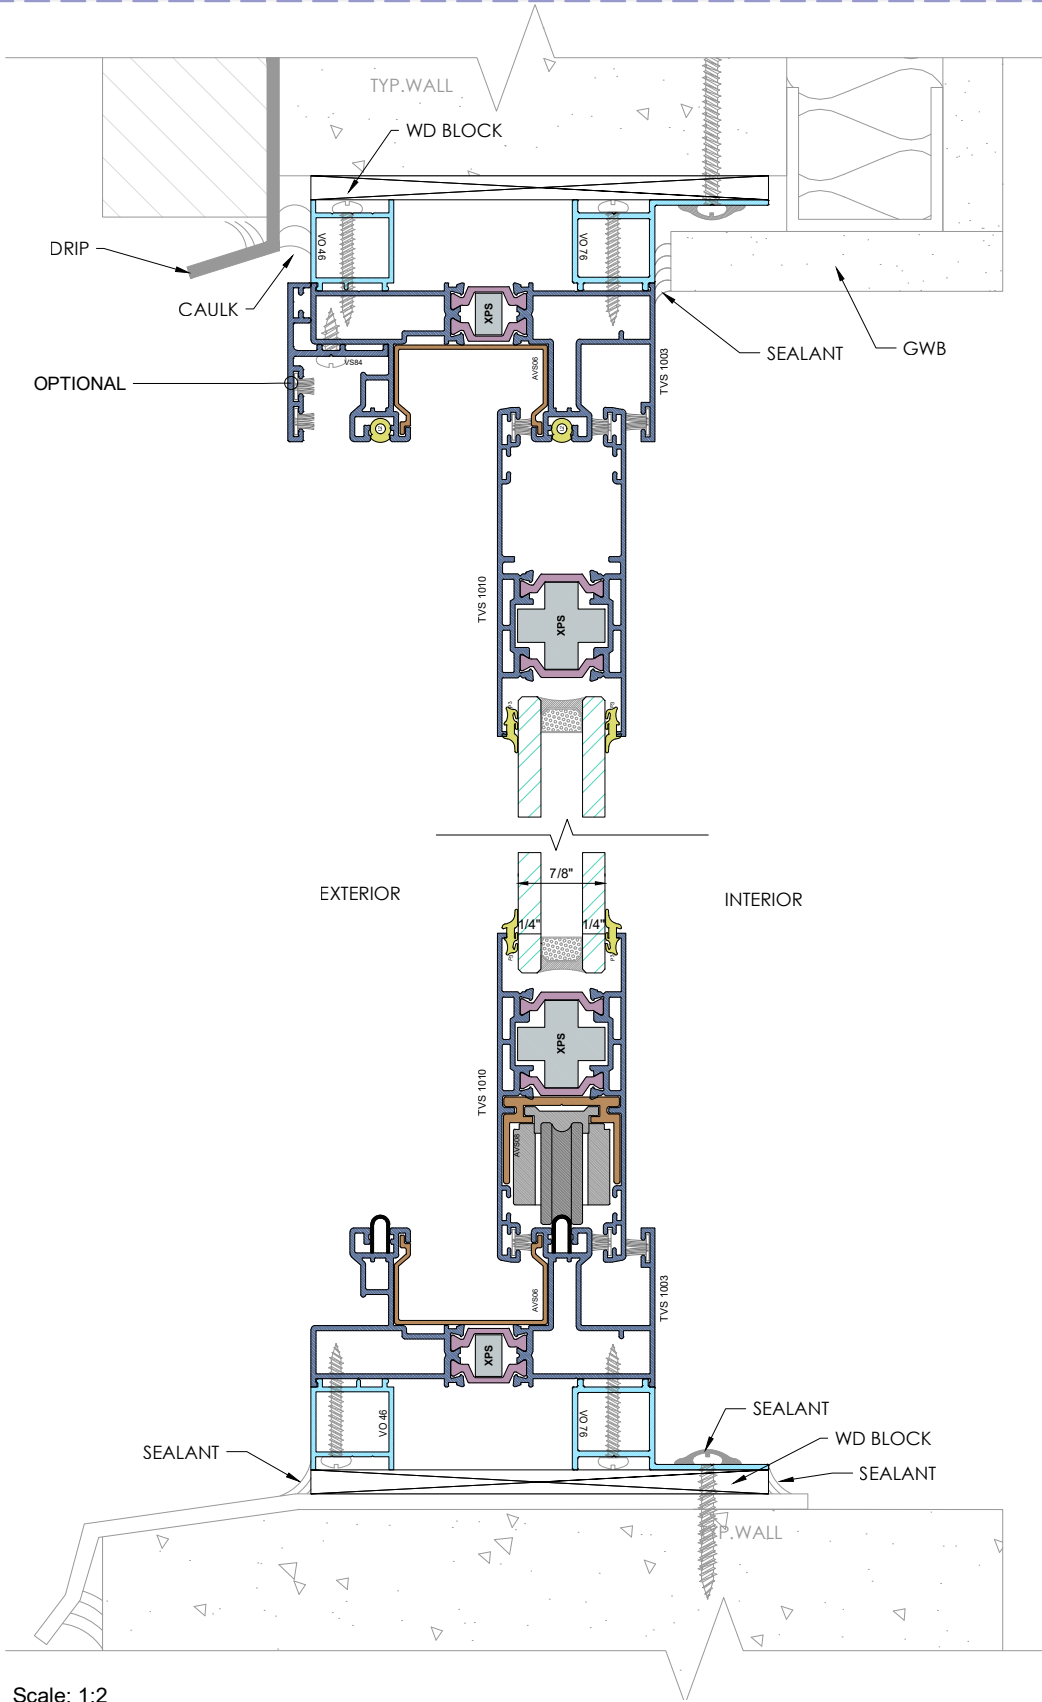 TYP.WALL
WD BLOCK
VO 46
VO 76
DRIP
CAULK
XPS
SEALANT
GWB
VS84
AVS06
TVS 1003
OPTIONAL
TVS 1010
XPS
7/8"
EXTERIOR
INTERIOR
1/4"
1/4"
XPS
TVS 1010
AVS06
AVS06
TVS 1003
XPS
VO 46
VO 76
SEALANT
WD BLOCK
SEALANT
SEALANT
P.WALL
Scale: 1:2